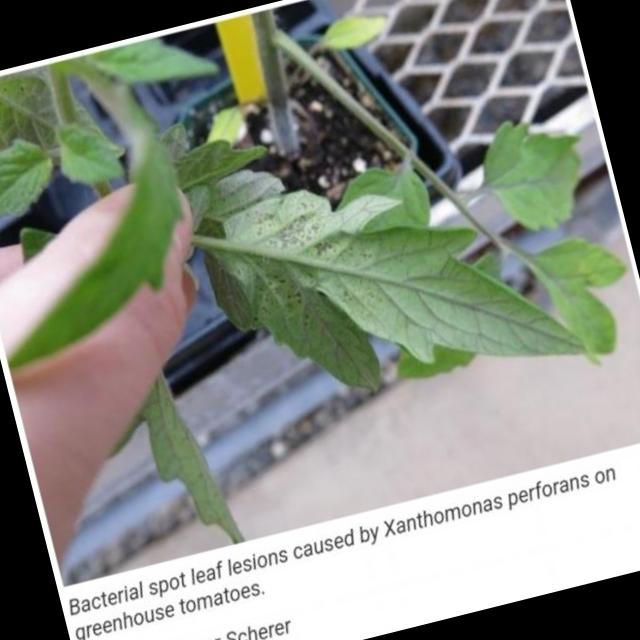 Bacterial spot leaf lesions caused by Xanthomonas perforans on
greenhouse tomatoes.
Scherer